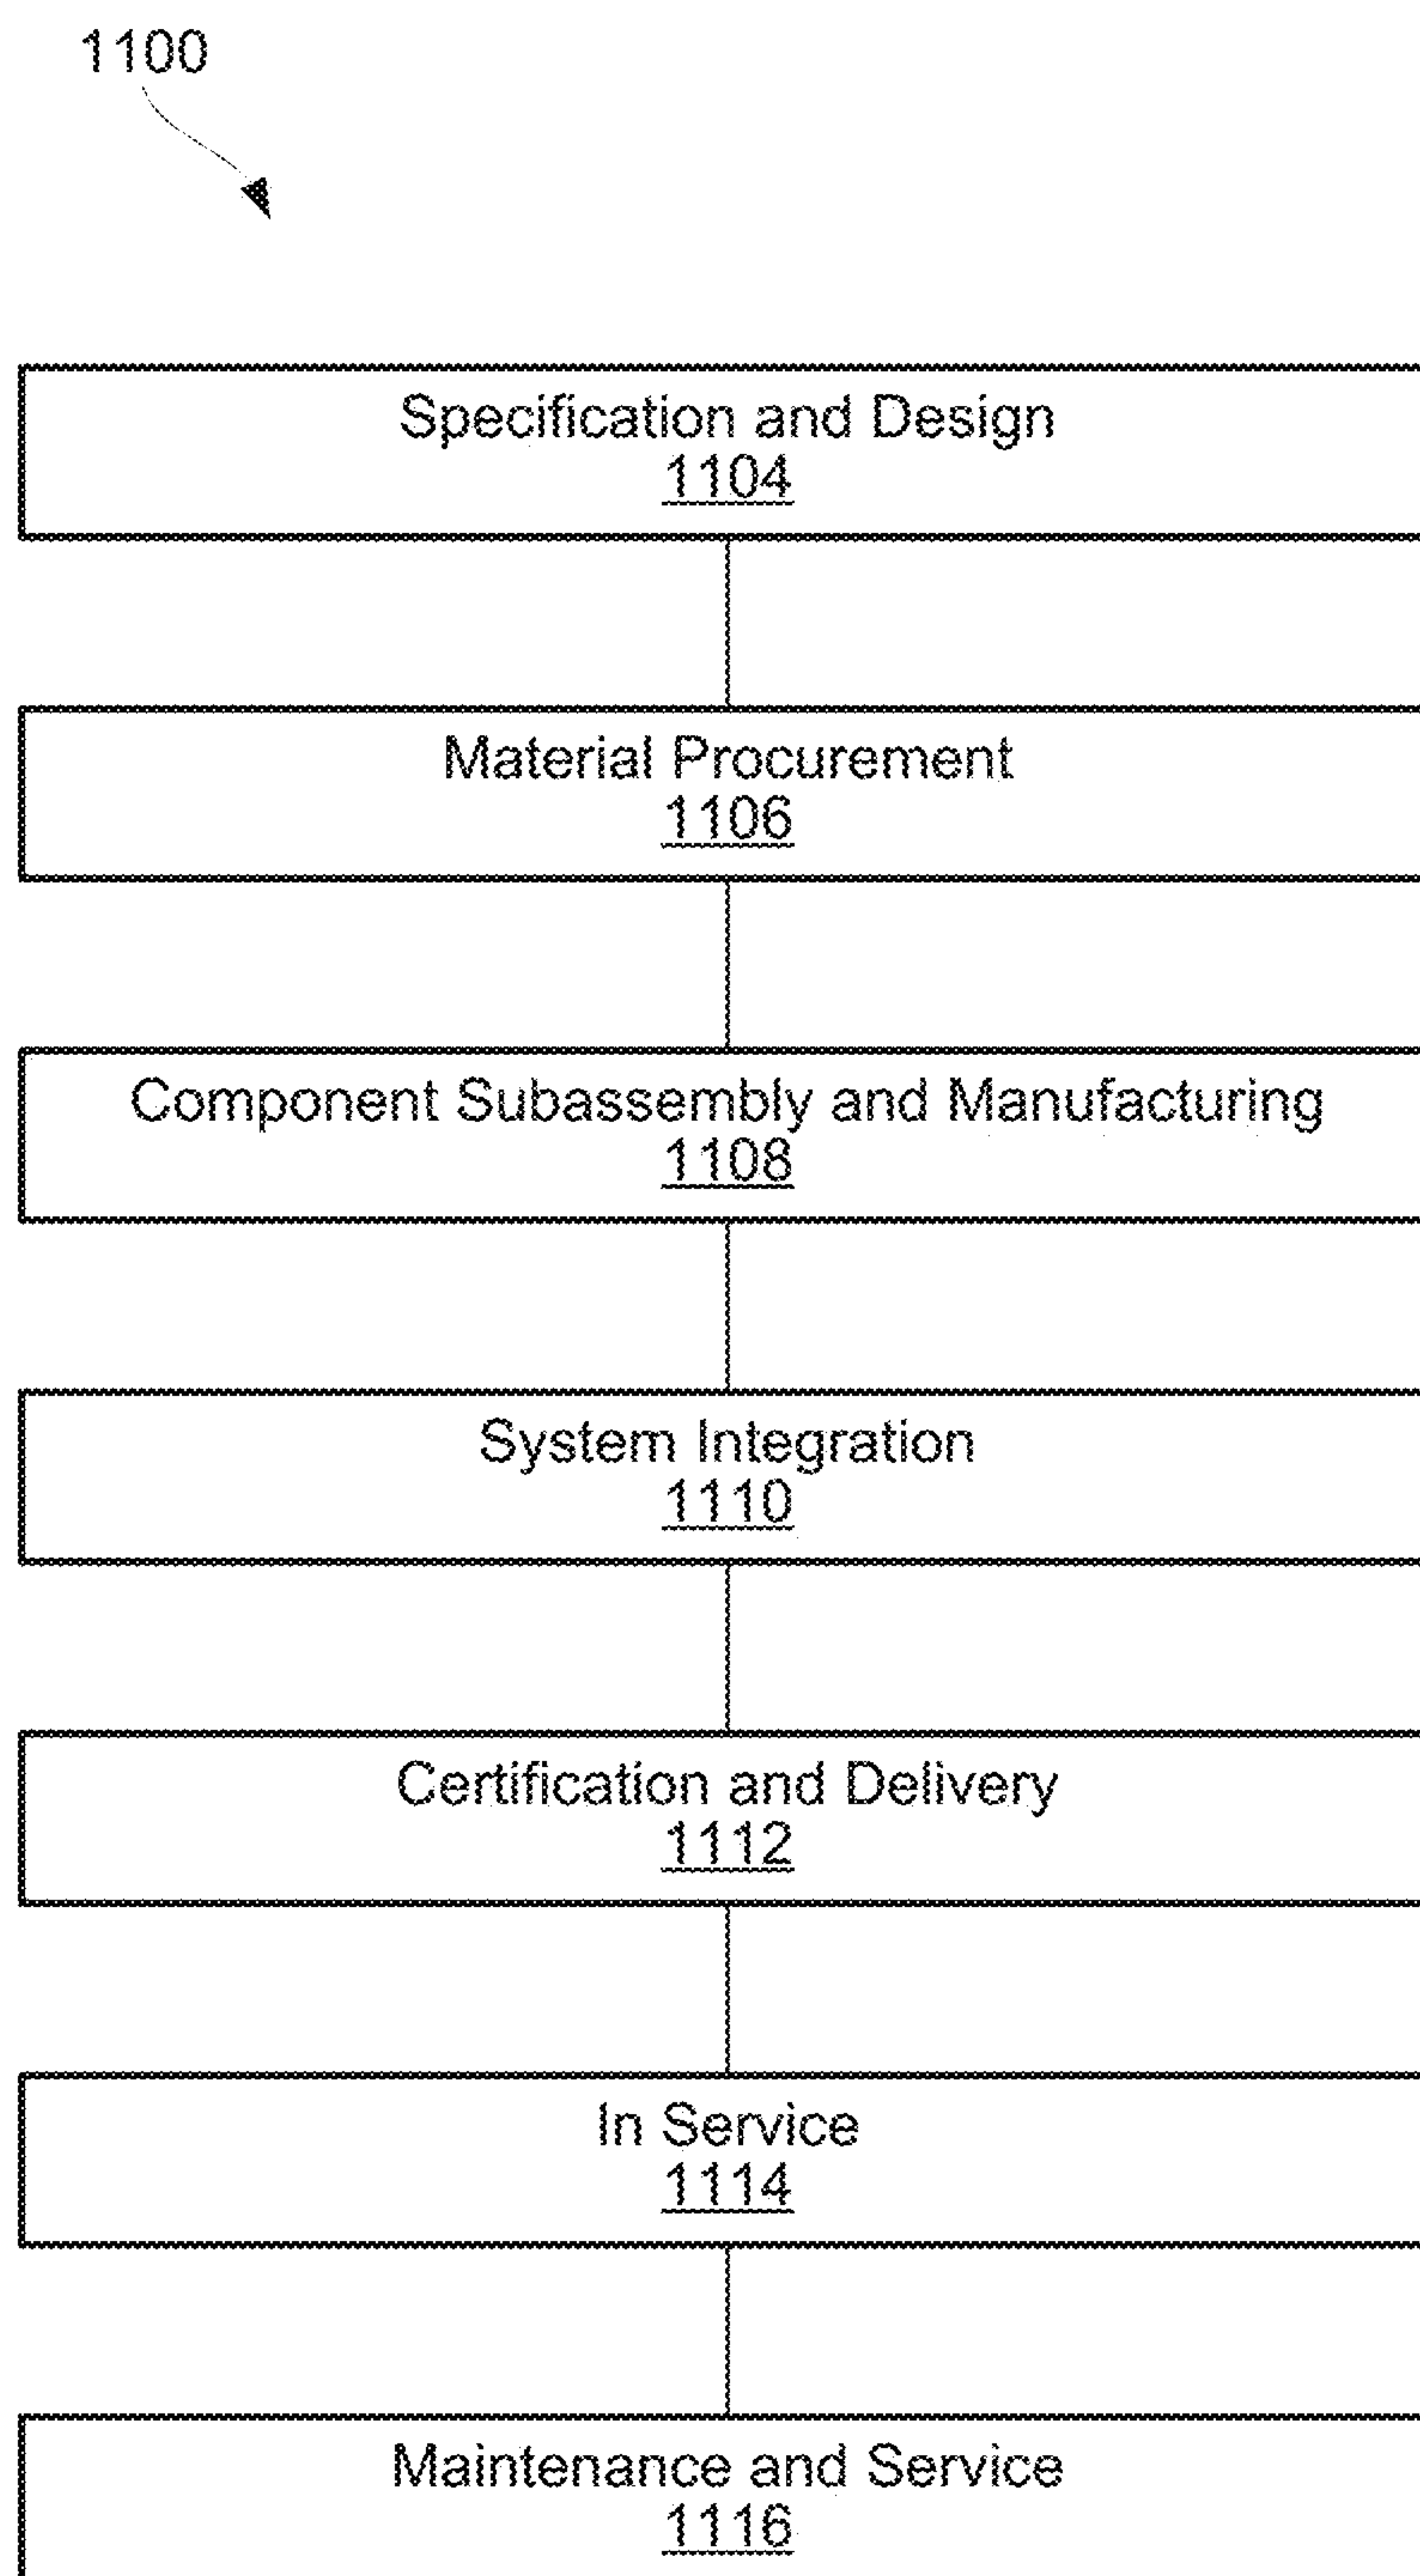 1100
Specification and Design
1104
Material Procurement
1106
Component Subassembly and Manufacturing
1108
System Integration
1110
Certification and Delivery
1112
In Service
1114
Maintenance and Service
1116